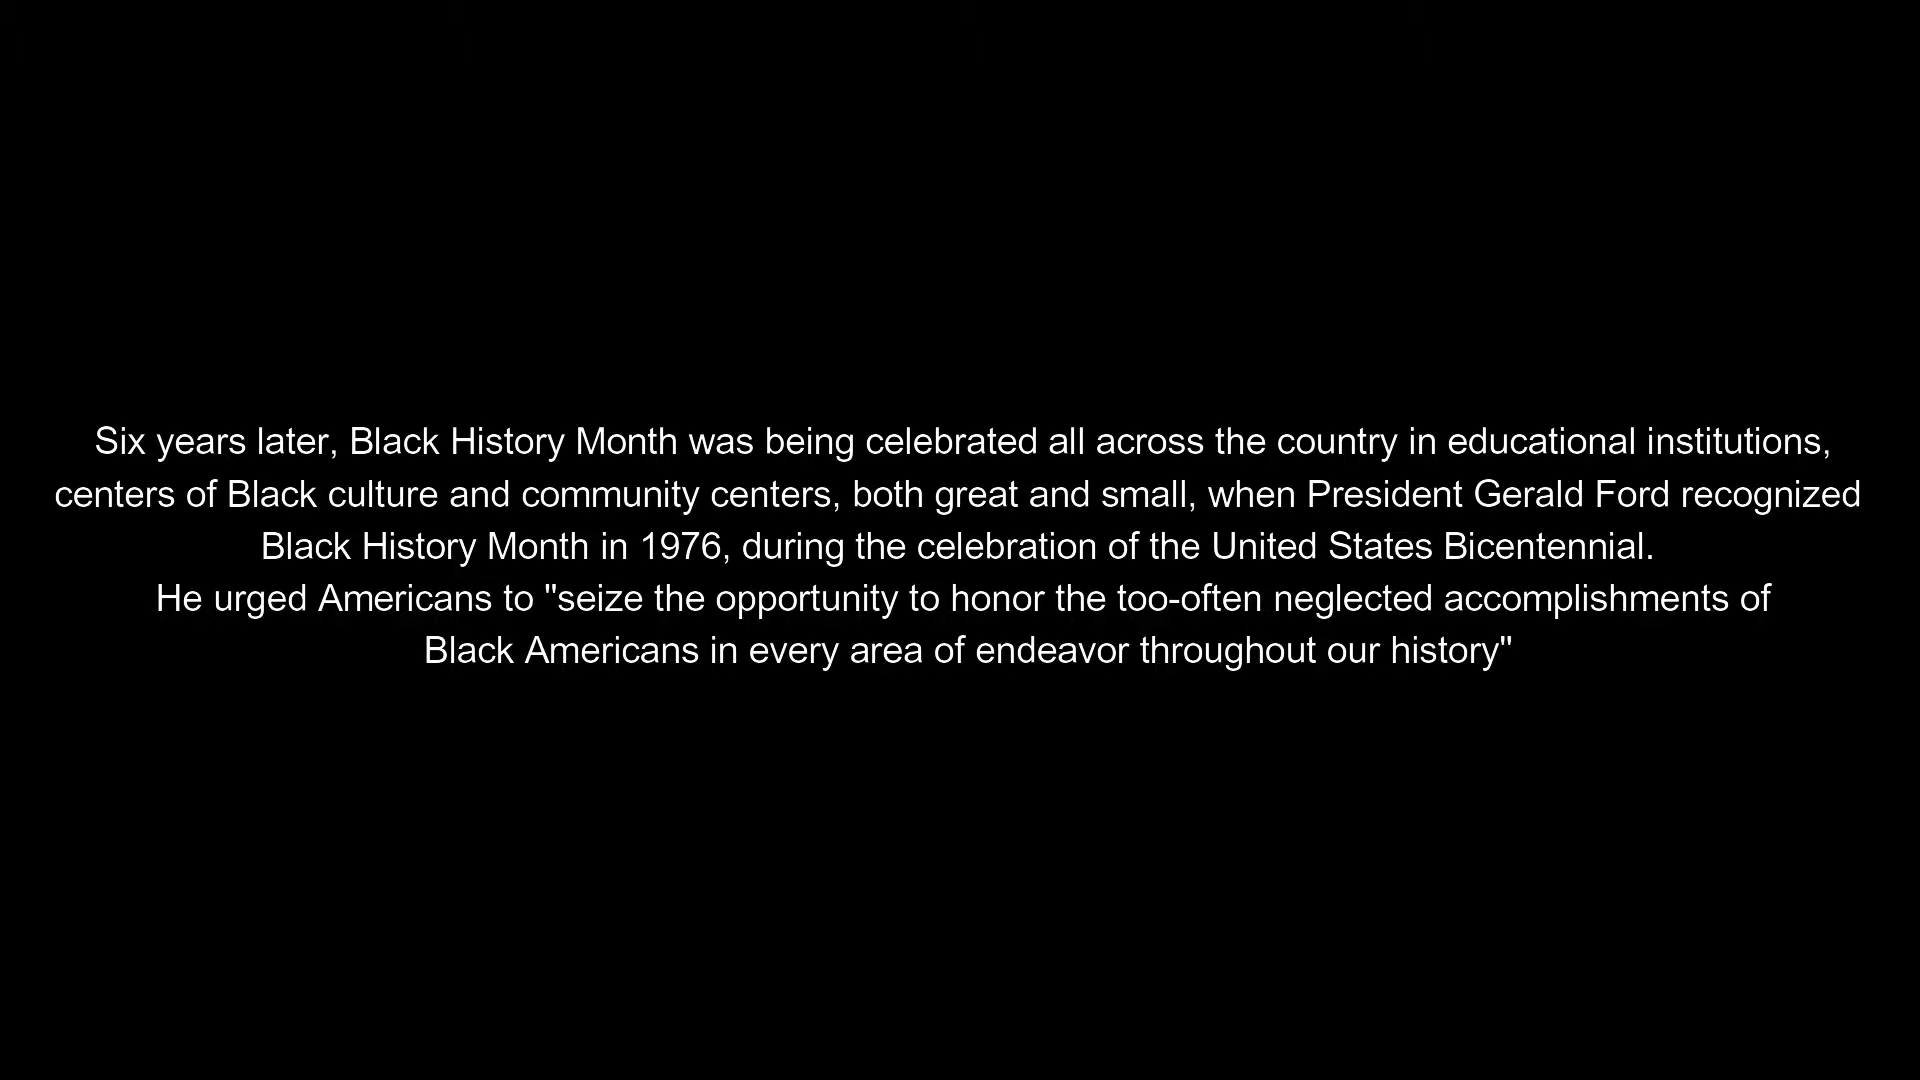 Six years later, Black History Month was being celebrated all across the country in educational institutions,
centers of Black culture and community centers, both great and small, when President Gerald Ford recognized
Black History Month in 1976, during the celebration of the United States Bicentennial.
He urged Americans to "seize the opportunity to honor the too-often neglected accomplishments of
Black Americans in every area of endeavor throughout our history"